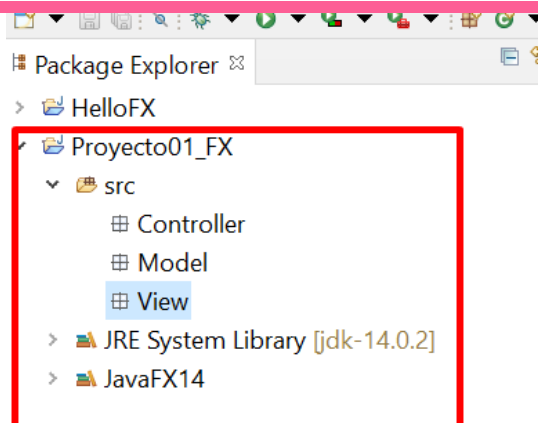 Package Explorer
HelloFX
Proyecto01_FX
src
Controller
Model
View
JRE System Library [jdk-14.0.2]
JavaFX14